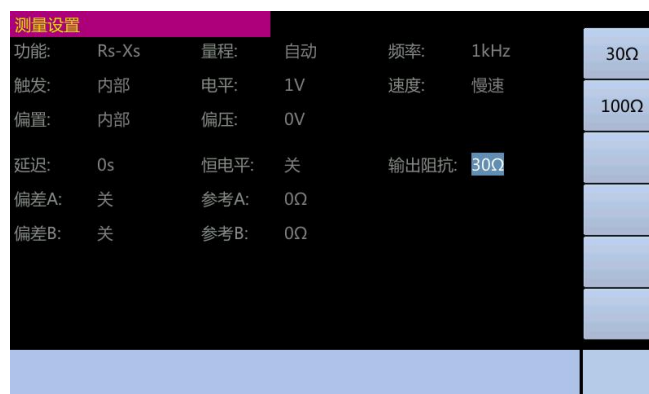 测量设置
功能: Rs-Xs 量程: 自动 频率: 1kHz
触发: 内部 电平: 1V 速度: 慢速
偏置: 内部 偏压: 0V
延迟: 0s 恒电平: 关 输出阻抗: 30Ω
偏差A: 关 参考A: 0Ω
偏差B: 关 参考B: 0Ω
30Ω
100Ω